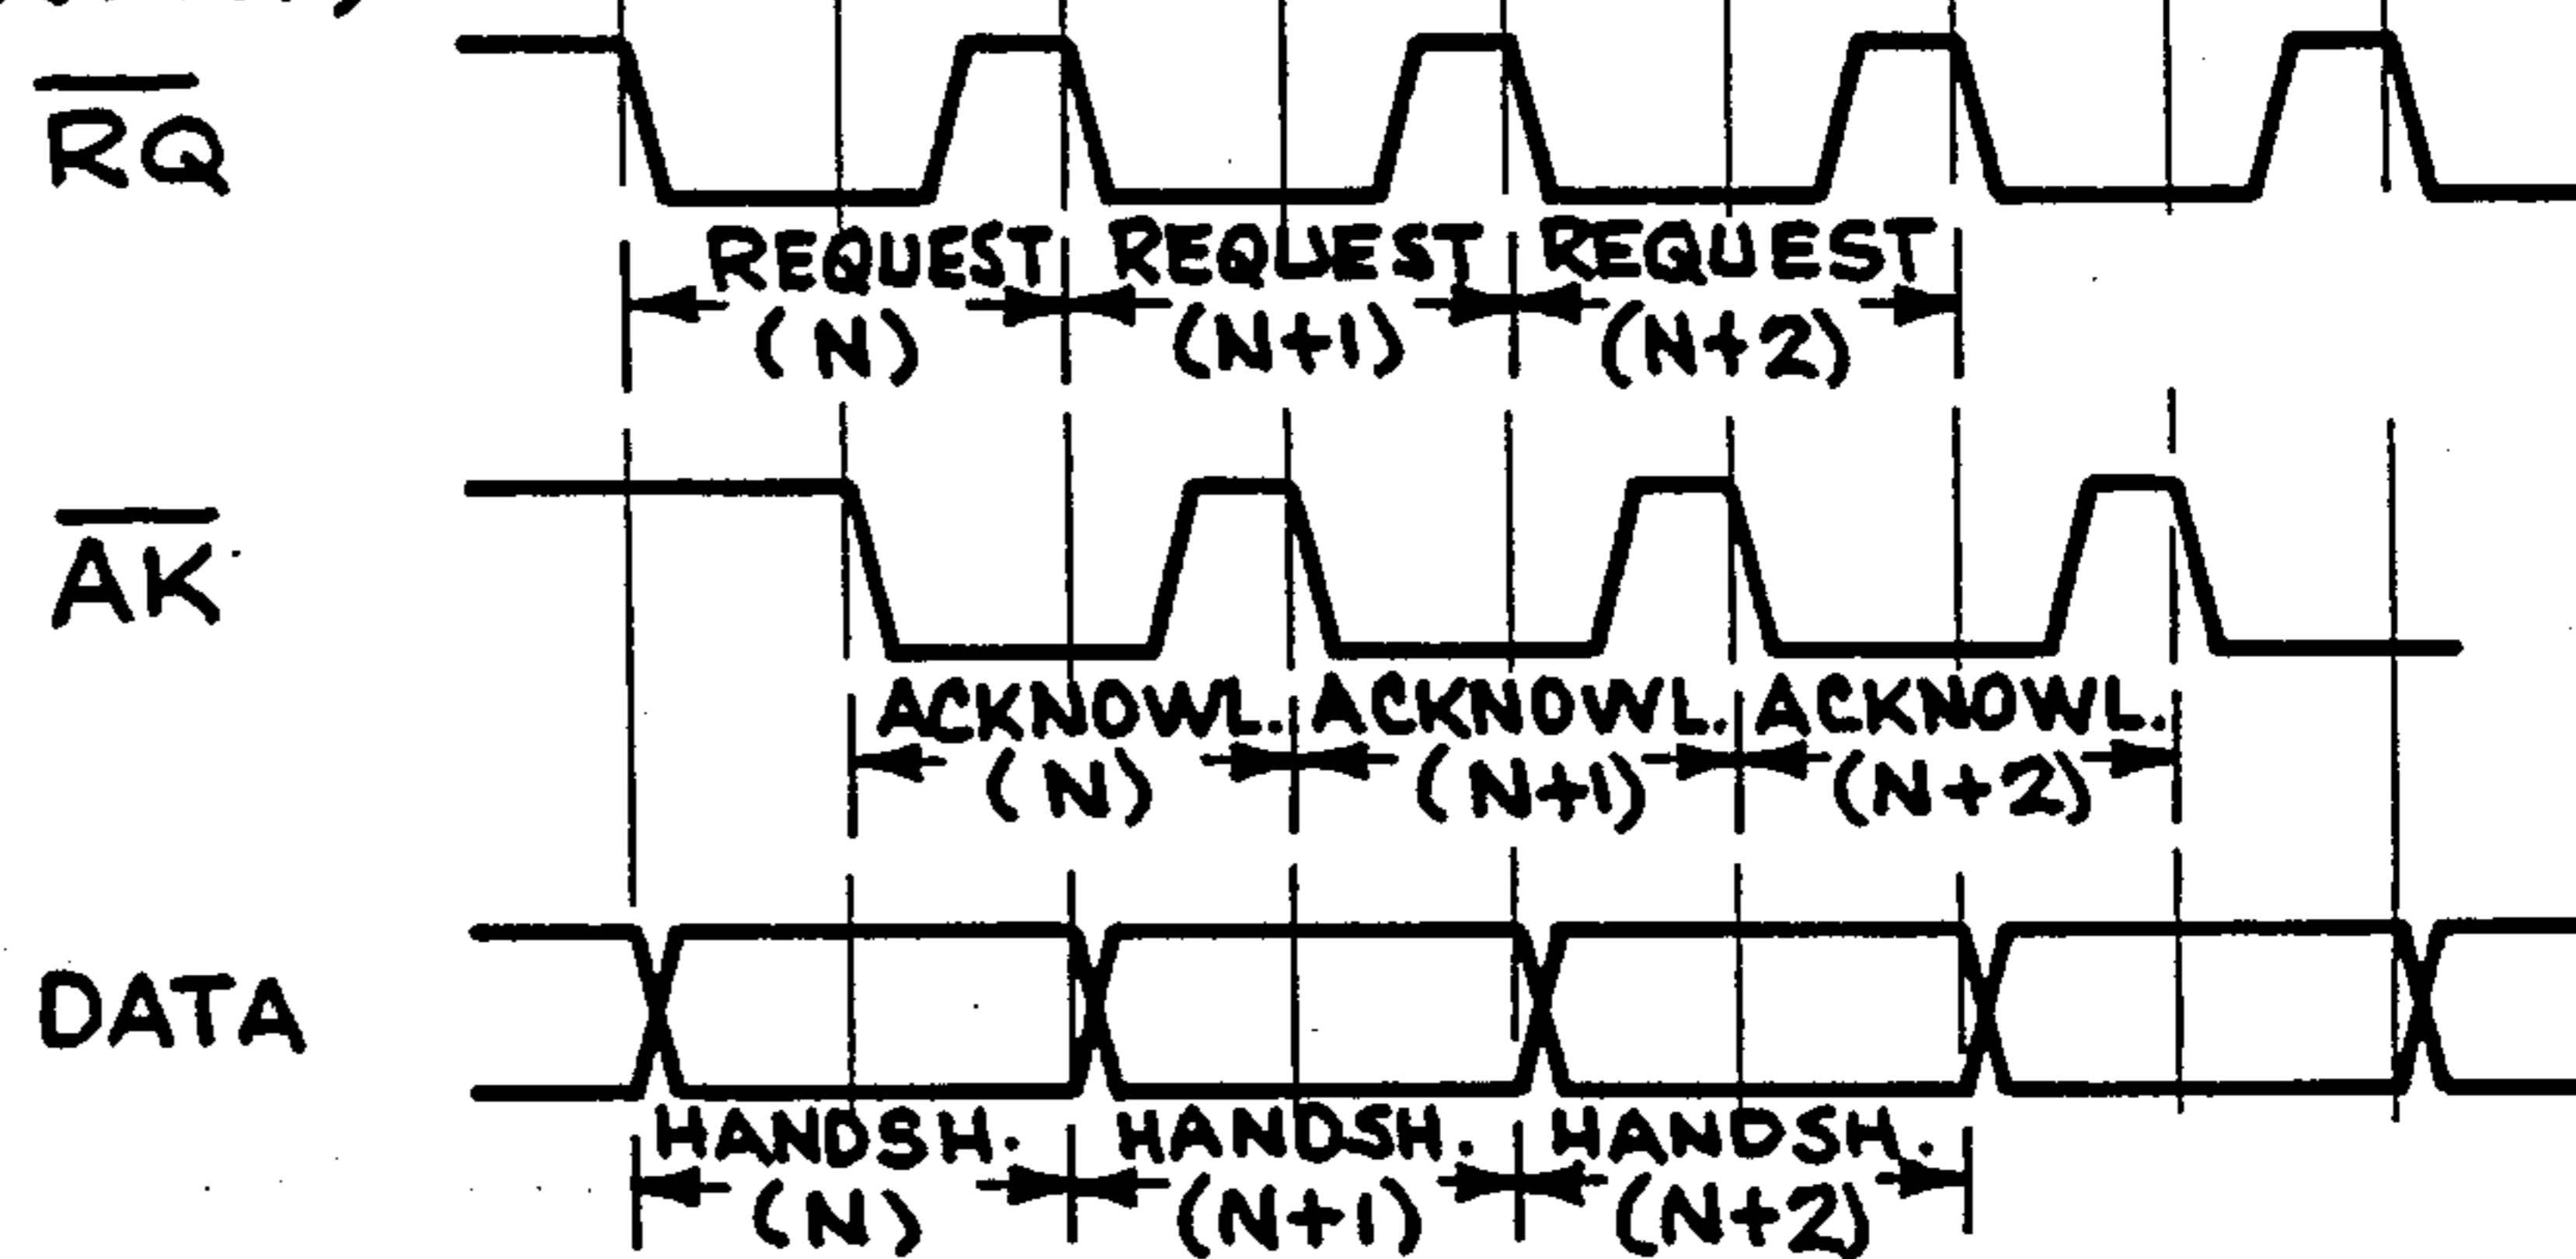 RQ
REQUEST REQUEST REQUEST
(N) (N+1) (N+2)
AK
ACKNOWL. ACKNOWL. ACKNOWL.
(N) (N+1) (N+2)
DATA
HANDSH. HANDSH. HANDSH.
(N) (N+1) (N+2)